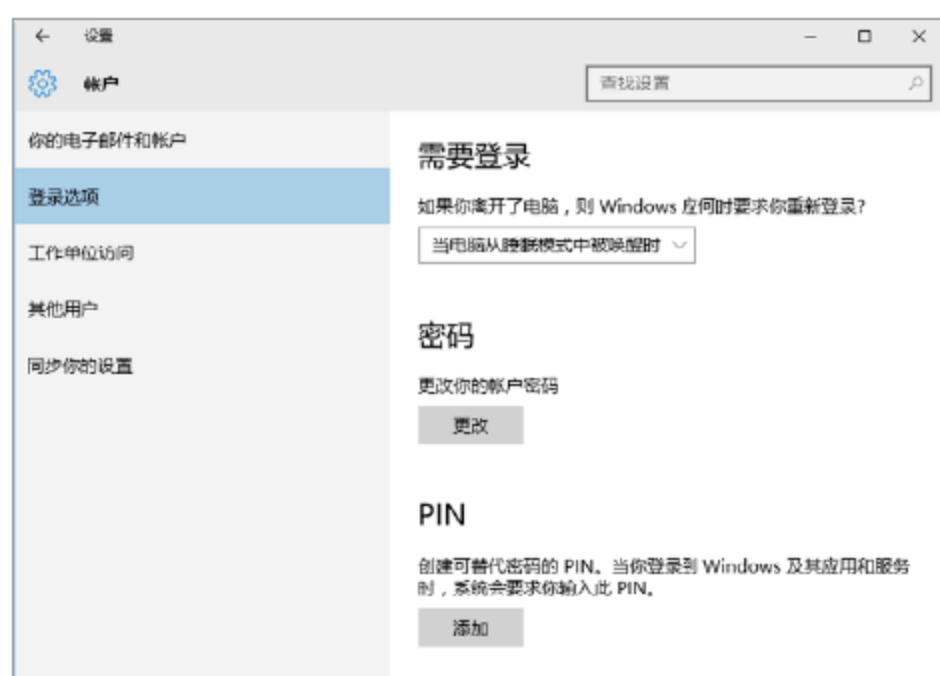 设置
帐户
查找设置
你的电子邮件和帐户
登录选项
工作单位访问
其他用户
同步你的设置
需要登录
如果你离开了电脑，则 Windows 应何时要求你重新登录?
当电脑从睡眠模式中被唤醒时
密码
更改你的帐户密码
更改
PIN
创建可替代密码的 PIN。当你登录到 Windows 及其应用和服务
时，系统会要求你输入此 PIN。
添加